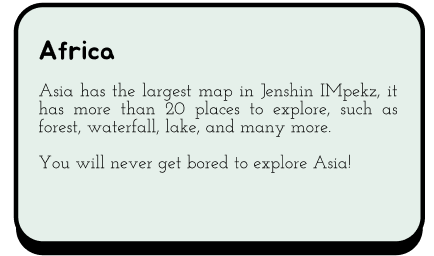 Africa
Asia has the largest map in Jenshin IMpekz, it
has more than 20 places to explore, such as
forest, waterfall, lake, and many more.
You will never get bored to explore Asia!